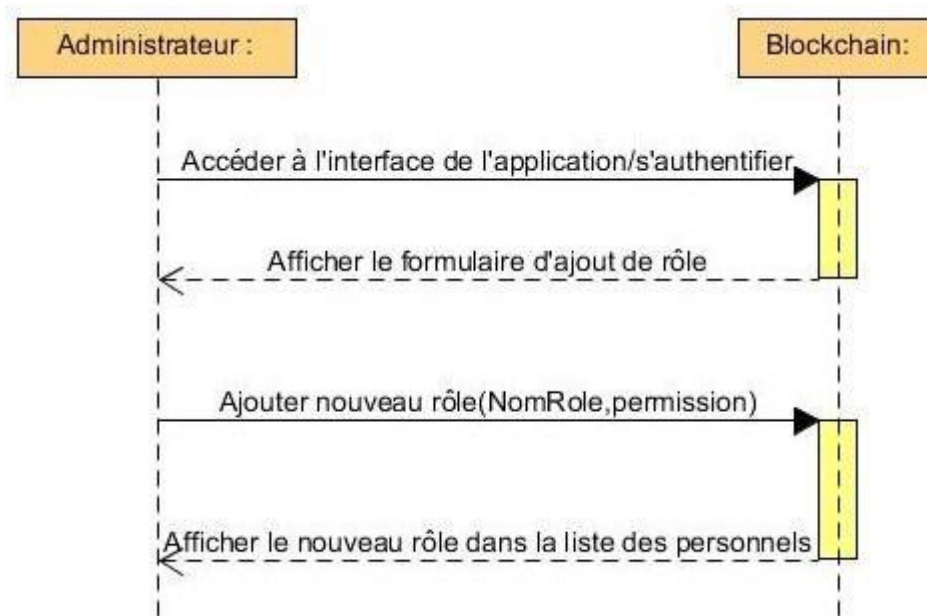 Administrateur :
Blockchain:
Accéder à l'interface de l'application/s'authentifier
Afficher le formulaire d'ajout de rôle
Ajouter nouveau rôle(NomRole,permission)
Afficher le nouveau rôle dans la liste des personnels